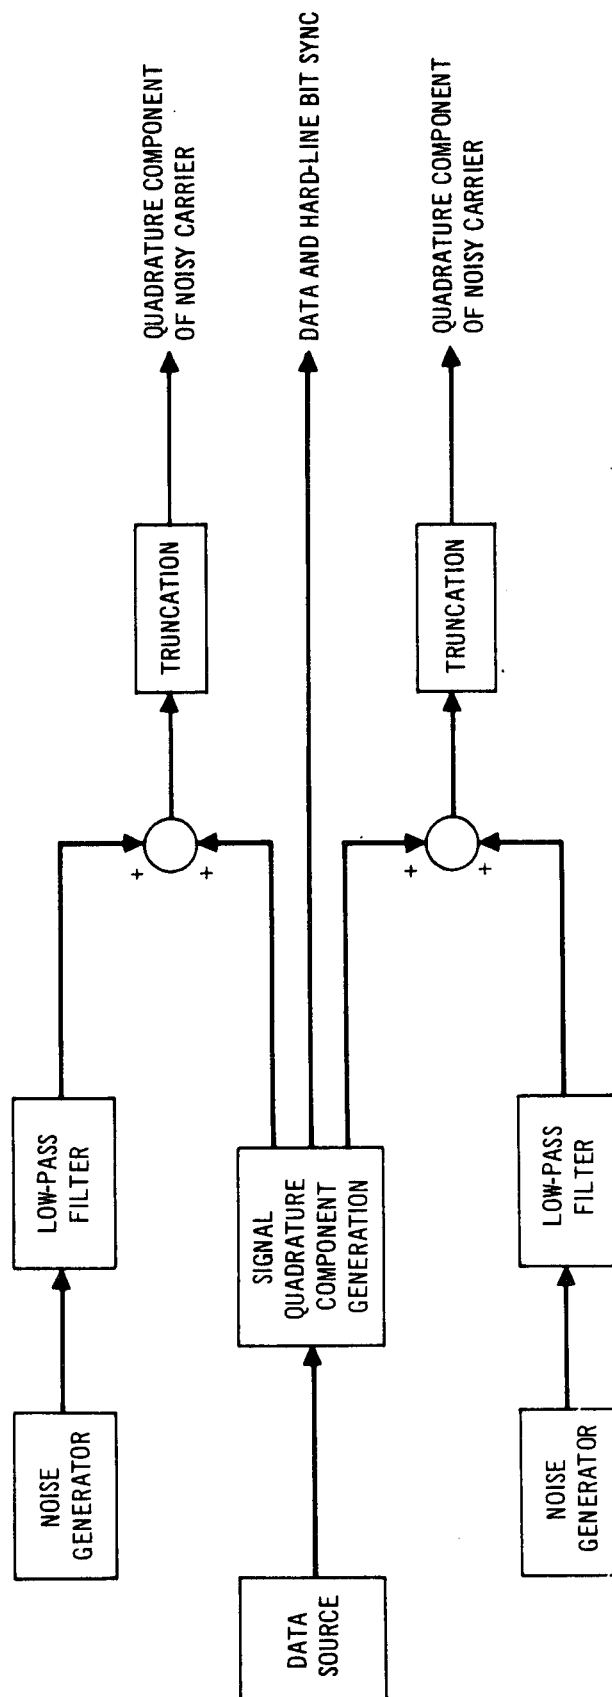 NOISE
GENERATOR
LOW-PASS
FILTER
+
+
TRUNCATION
QUADRATURE COMPONENT
OF NOISY CARRIER
DATA
SOURCE
SIGNAL
QUADRATURE
COMPONENT
GENERATION
DATA AND HARD-LINE BIT SYNC
NOISE
GENERATOR
LOW-PASS
FILTER
+
+
TRUNCATION
QUADRATURE COMPONENT
OF NOISY CARRIER